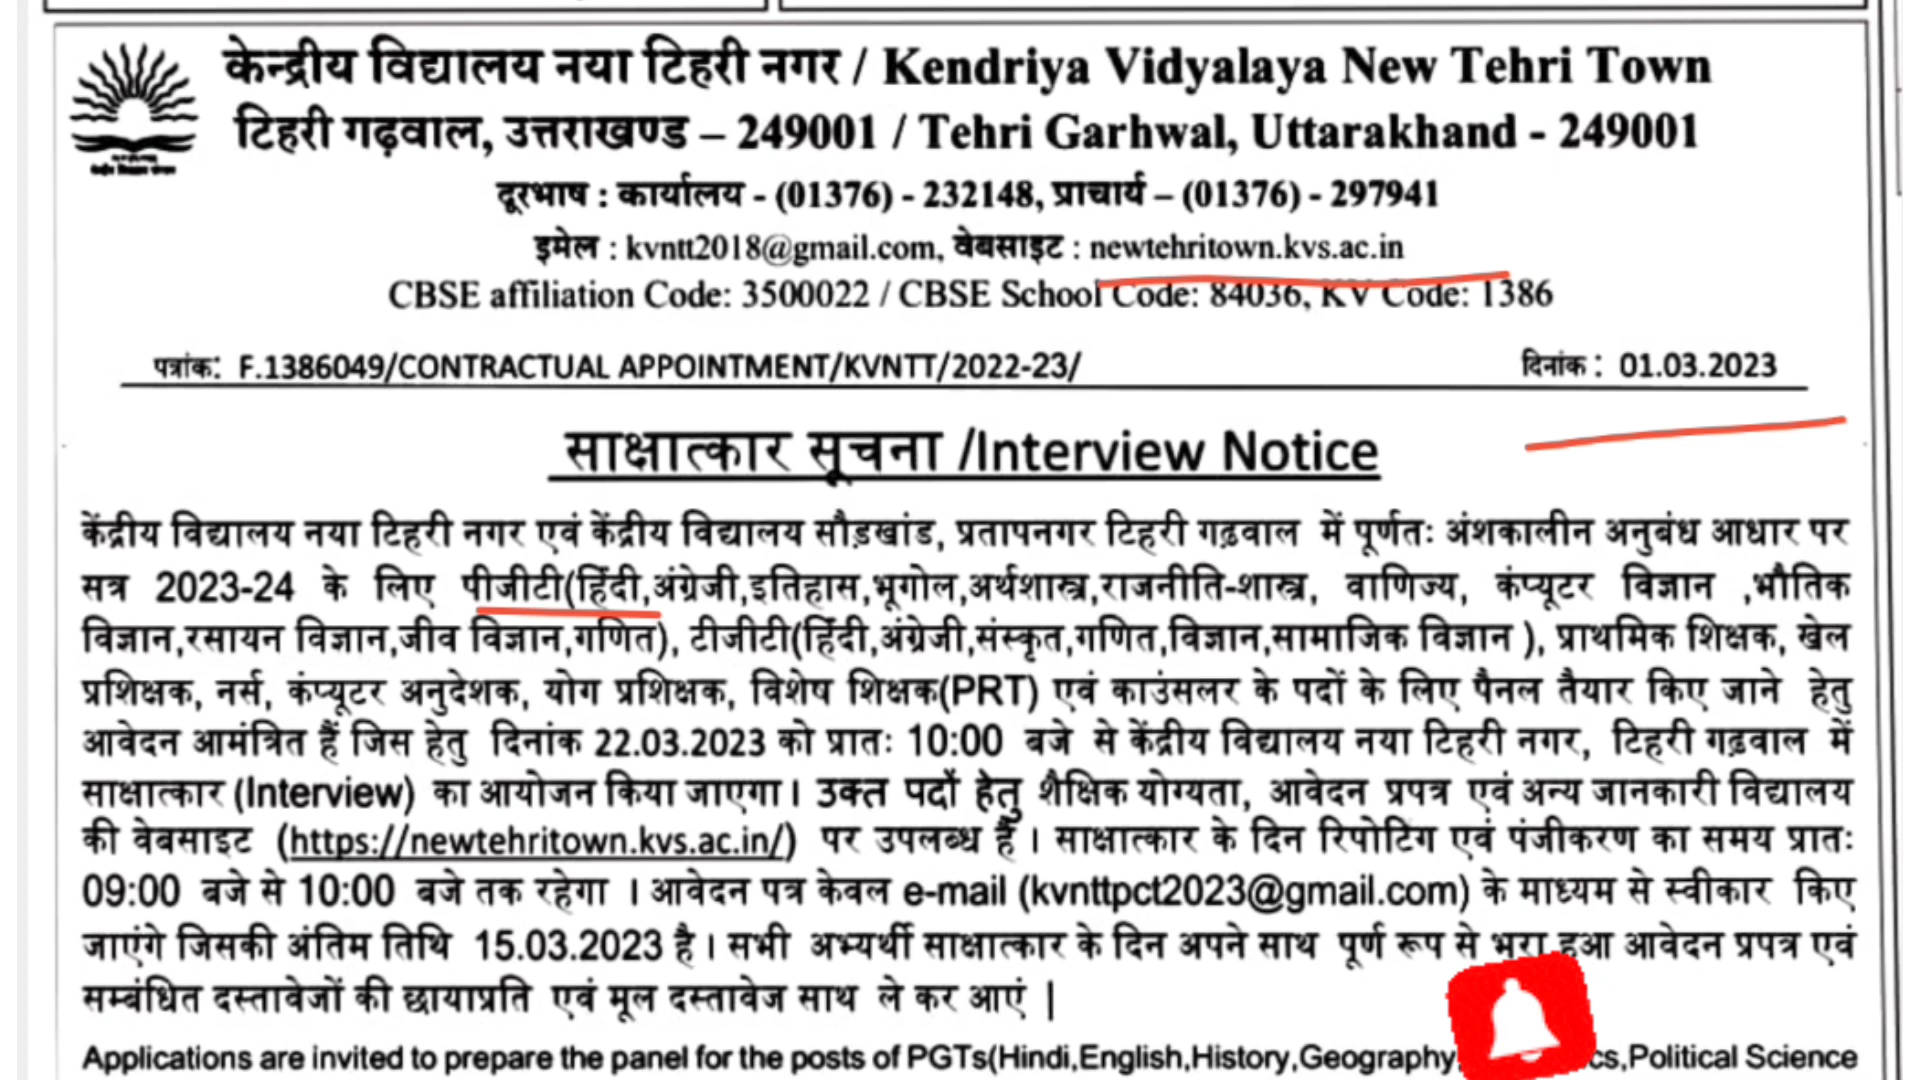 केन्द्रीय विद्यालय नया टिहरी नगर / Kendriya Vidyalaya New Tehri Town
टिहरी गढ़वाल, उत्तराखण्ड – 249001 / Tehri Garhwal, Uttarakhand - 249001
दूरभाष : कार्यालय - (01376) - 232148, प्राचार्य – (01376) - 297941
इमेल : kvntt2018@gmail.com, वेबसाइट : newtehritown.kvs.ac.in
CBSE affiliation Code: 3500022 / CBSE School Code: 84036, KV Code: 1386
पत्रांक: F.1386049/CONTRACTUAL APPOINTMENT/KVNTT/2022-23/ दिनांक : 01.03.2023
साक्षात्कार सूचना /Interview Notice
केंद्रीय विद्यालय नया टिहरी नगर एवं केंद्रीय विद्यालय सौड़खांड, प्रतापनगर टिहरी गढ़वाल में पूर्णतः अंशकालीन अनुबंध आधार पर
सत्र 2023-24 के लिए पीजीटी(हिंदी,अंग्रेजी,इतिहास,भूगोल,अर्थशास्त्र,राजनीति-शास्त्र, वाणिज्य, कंप्यूटर विज्ञान ,भौतिक
विज्ञान,रसायन विज्ञान,जीव विज्ञान,गणित), टीजीटी(हिंदी,अंग्रेजी,संस्कृत,गणित,विज्ञान,सामाजिक विज्ञान ), प्राथमिक शिक्षक, खेल
प्रशिक्षक, नर्स, कंप्यूटर अनुदेशक, योग प्रशिक्षक, विशेष शिक्षक(PRT) एवं काउंसलर के पदों के लिए पैनल तैयार किए जाने हेतु
आवेदन आमंत्रित हैं जिस हेतु दिनांक 22.03.2023 को प्रातः 10:00 बजे से केंद्रीय विद्यालय नया टिहरी नगर, टिहरी गढ़वाल में
साक्षात्कार (Interview) का आयोजन किया जाएगा। उक्त पदों हेतु शैक्षिक योग्यता, आवेदन प्रपत्र एवं अन्य जानकारी विद्यालय
की वेबसाइट (https://newtehritown.kvs.ac.in/) पर उपलब्ध हैं । साक्षात्कार के दिन रिपोटिंग एवं पंजीकरण का समय प्रातः
09:00 बजे से 10:00 बजे तक रहेगा । आवेदन पत्र केवल e-mail (kvnttpct2023@gmail.com) के माध्यम से स्वीकार किए
जाएंगे जिसकी अंतिम तिथि 15.03.2023 है। सभी अभ्यर्थी साक्षात्कार के दिन अपने साथ पूर्ण रूप से भरा हुआ आवेदन प्रपत्र एवं
सम्बंधित दस्तावेजों की छायाप्रति एवं मूल दस्तावेज साथ ले कर आएं |
Applications are invited to prepare the panel for the posts of PGTs(Hindi,English,History,Geography cs,Political Science